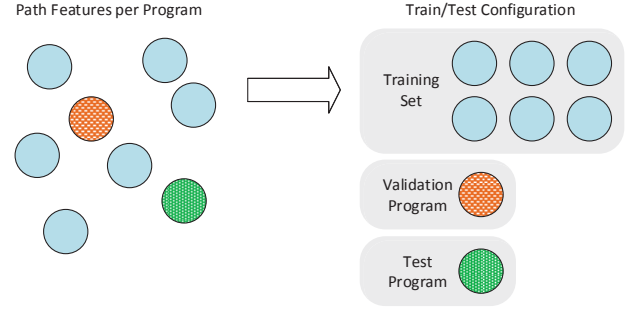 Path Features per Program
Train/Test Configuration
Training
Set
Validation
Program
Test
Program